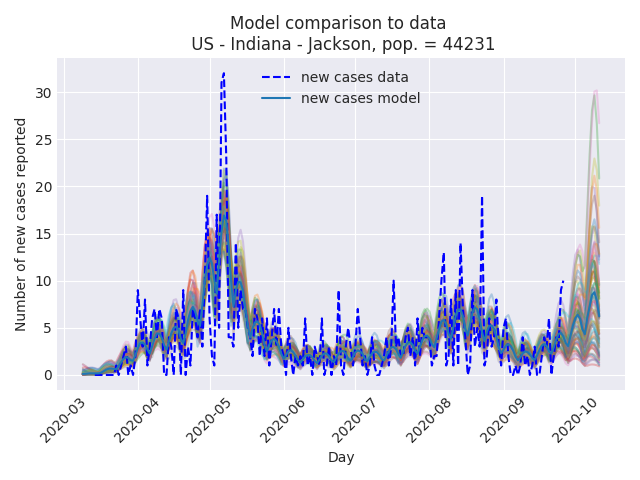 Model comparison to data
US - Indiana - Jackson, pop. = 44231
new cases data
new cases model
Number of new cases reported
30
25
20
15
10
5
0
2020-03
2020-04
2020-05
2020-06
2020-07
2020-08
2020-09
2020-10
Day